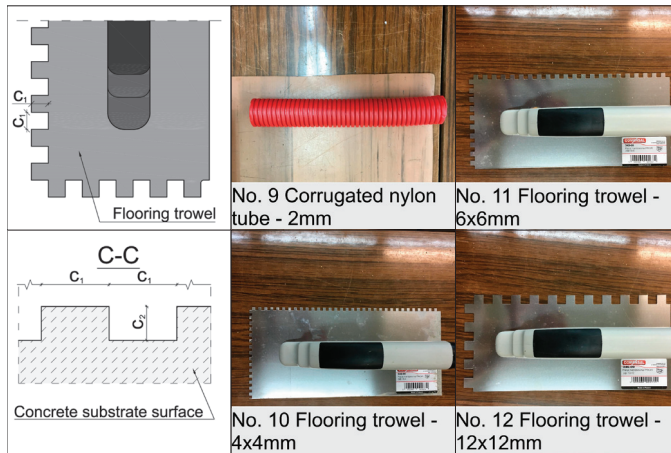 C₁
C₁
Flooring trowel
No. 9 Corrugated nylon
tube - 2mm
No. 11 Flooring trowel -
6x6mm
C-C
C₁
C₁
C₂
Concrete substrate surface
No. 10 Flooring trowel -
4x4mm
No. 12 Flooring trowel -
12x12mm